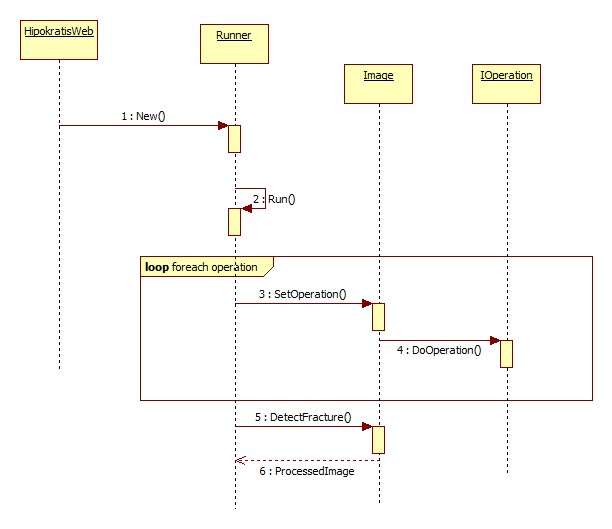 HipokratisWeb
Runner
Image
IOperation
1 : New()
2 : Run()
loop foreach operation
3 : SetOperation()
4 : DoOperation()
5 : DetectFracture()
6 : ProcessedImage